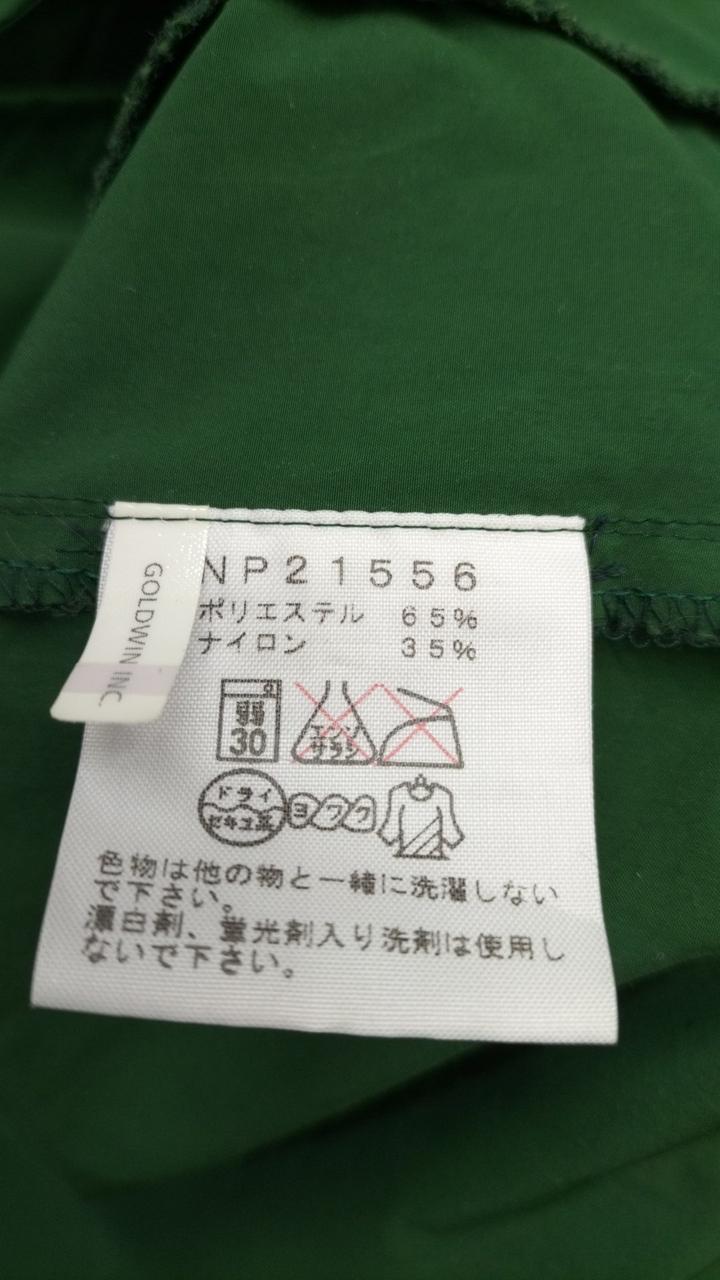 GOLDWIN INC.
NP21556
ポリエステル 65%
ナイロン 35%
弱
30
エンソ
サラシ
ドライ
セキユ系
ヨワク
色物は他の物と一緒に洗濯しない
で下さい。
漂白剤、蛍光剤入り洗剤は使用し
ないで下さい。